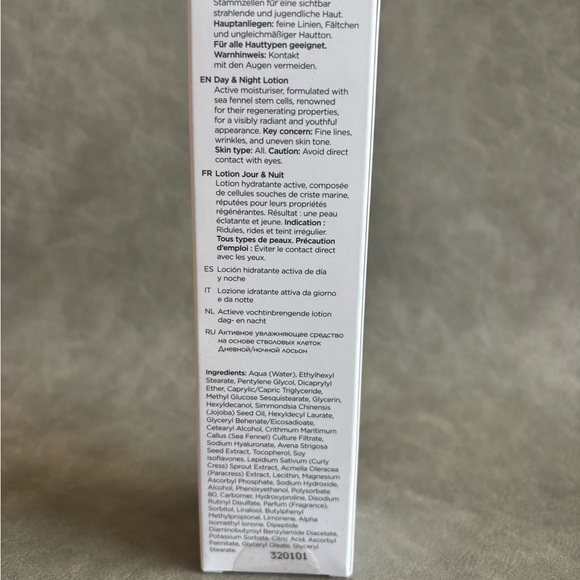 Stammzellen für eine sichtbar
strahlende und jugendliche Haut.
Hauptanliegen: feine Linien, Fältchen
und ungleichmäßiger Hautton.
Für alle Hauttypen geeignet.
Warnhinweis: Kontakt
mit den Augen vermeiden.
EN Day & Night Lotion
Active moisturiser, formulated with
sea fennel stem cells, renowned
for their regenerating properties,
for a visibly radiant and youthful
appearance. Key concern: Fine lines,
wrinkles, and uneven skin tone.
Skin type: All. Caution: Avoid direct
contact with eyes.
FR Lotion Jour & Nuit
Lotion hydratante active, composée
de cellules souches de criste marine,
réputées pour leurs propriétés
régénérantes. Résultat : une peau
éclatante et jeune. Indication :
Ridules, rides et teint irrégulier.
Tous types de peaux. Précaution
d'emploi : Éviter le contact direct
avec les yeux.
ES Loción hidratante activa de día
y noche
IT Lozione idratante attiva da giorno
e da notte
NL Actieve vochtinbrengende lotion
dag- en nacht
RU Активное увлажняющее средство
на основе стволовых клеток
Дневной/ночной лосьон
Ingredients: Aqua (Water), Ethylhexyl
Stearate, Pentylene Glycol, Dicaprylyl
Ether, Caprylic/Capric Triglyceride,
Methyl Glucose Sesquistearate, Glycerin,
Hexyldecanol, Simmondsia Chinensis
(Jojoba) Seed Oil, Hexyldecyl Laurate,
Glyceryl Behenate/Eicosadioate,
Cetearyl Alcohol, Crithmum Maritimum
Callus (Sea Fennel) Culture Filtrate,
Sodium Hyaluronate, Avena Strigosa
Seed Extract, Tocopherol, Soy
Isoflavones, Lepidium Sativum (Curly
Cress) Sprout Extract, Acmella Oleracea
(Paracress) Extract, Lecithin, Magnesium
Ascorbyl Phosphate, Sodium Hydroxide,
Alcohol, Phenoxyethanol, Polysorbate
80, Carbomer, Hydroxyproline, Disodium
Rutinyl Disulfate, Parfum (Fragrance),
Sorbitol, Linalool, Butylphenyl
Methylpropional, Limonene, Alpha
Isomethyl Ionone, Dipeptide
Diaminobutyroyl Benzylamide Diacetate,
Potassium Sorbate, Citric Acid, Ascorbyl
Palmitate, Glyceryl Oleate, Glyceryl
Stearate.
320101